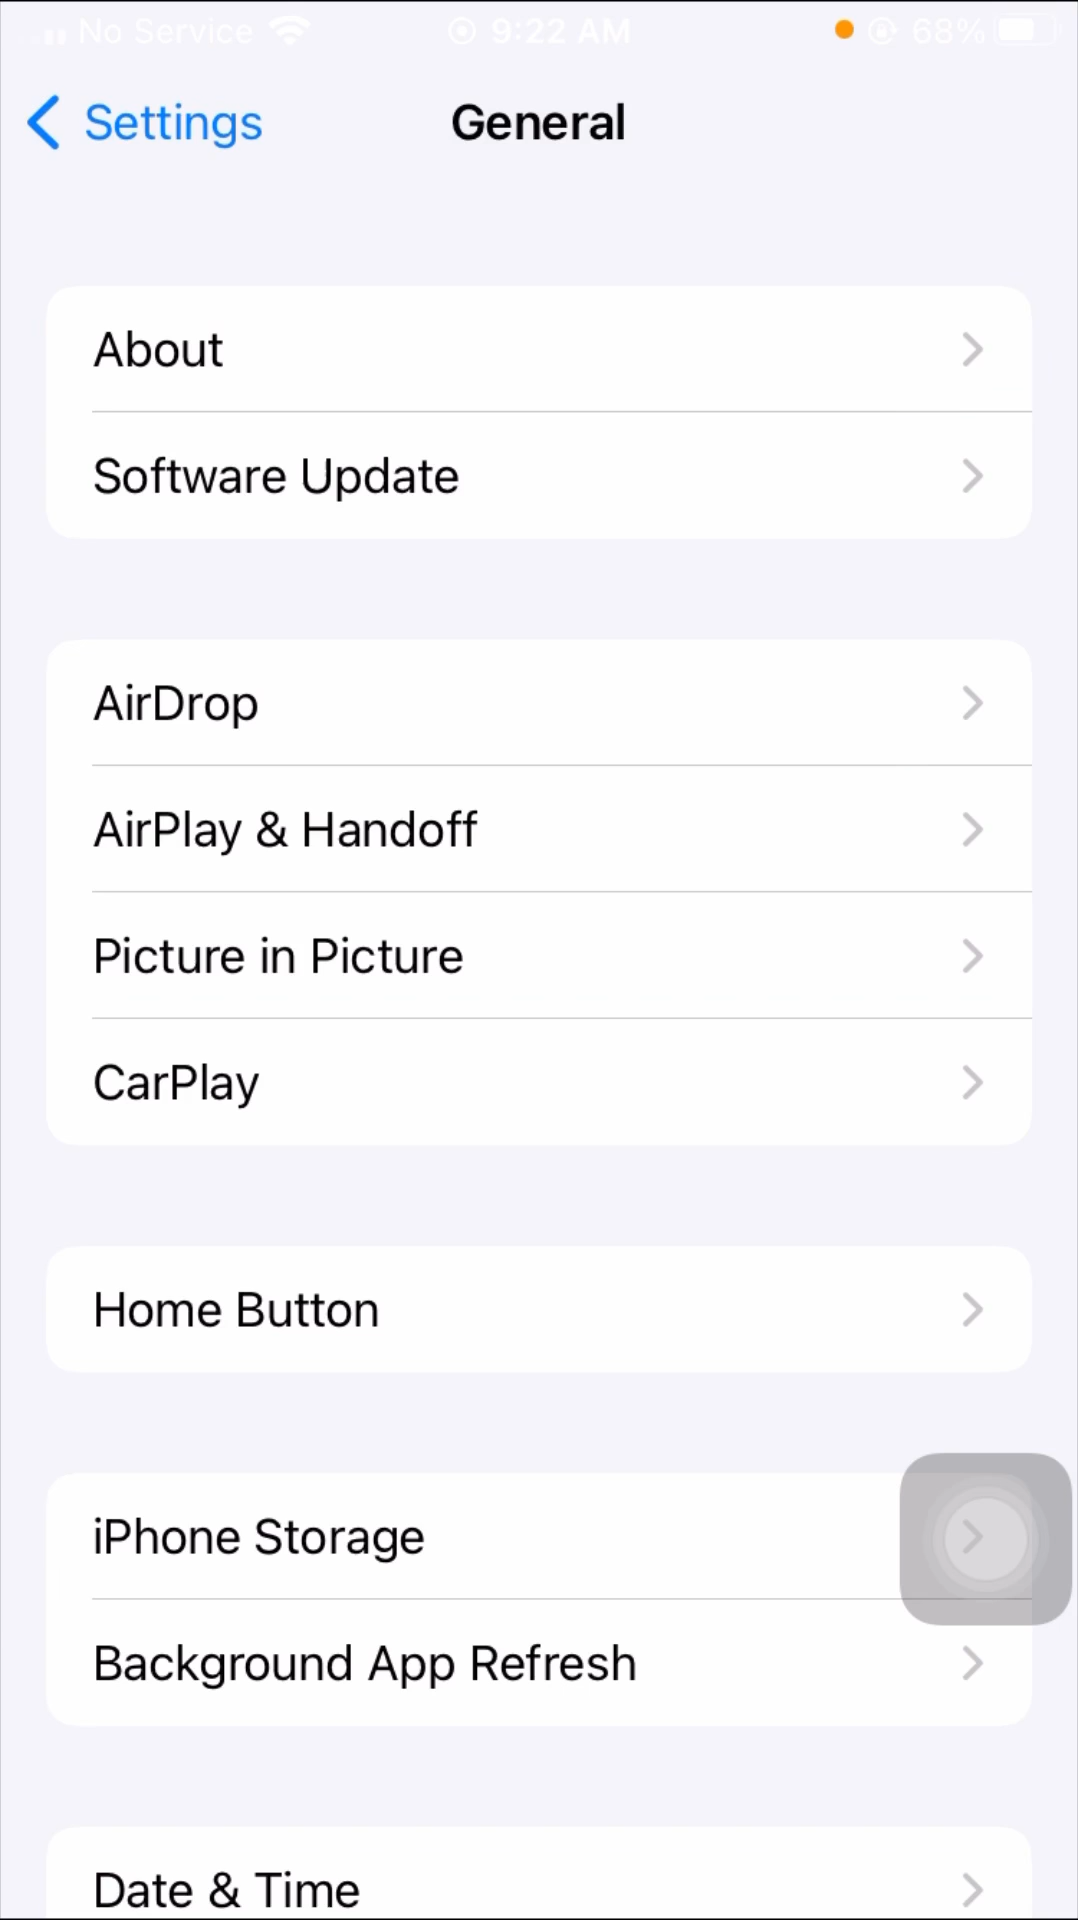 No Service 9:22 AM 68%
Settings General
About
Software Update
AirDrop
AirPlay & Handoff
Picture in Picture
CarPlay
Home Button
iPhone Storage
Background App Refresh
Date & Time